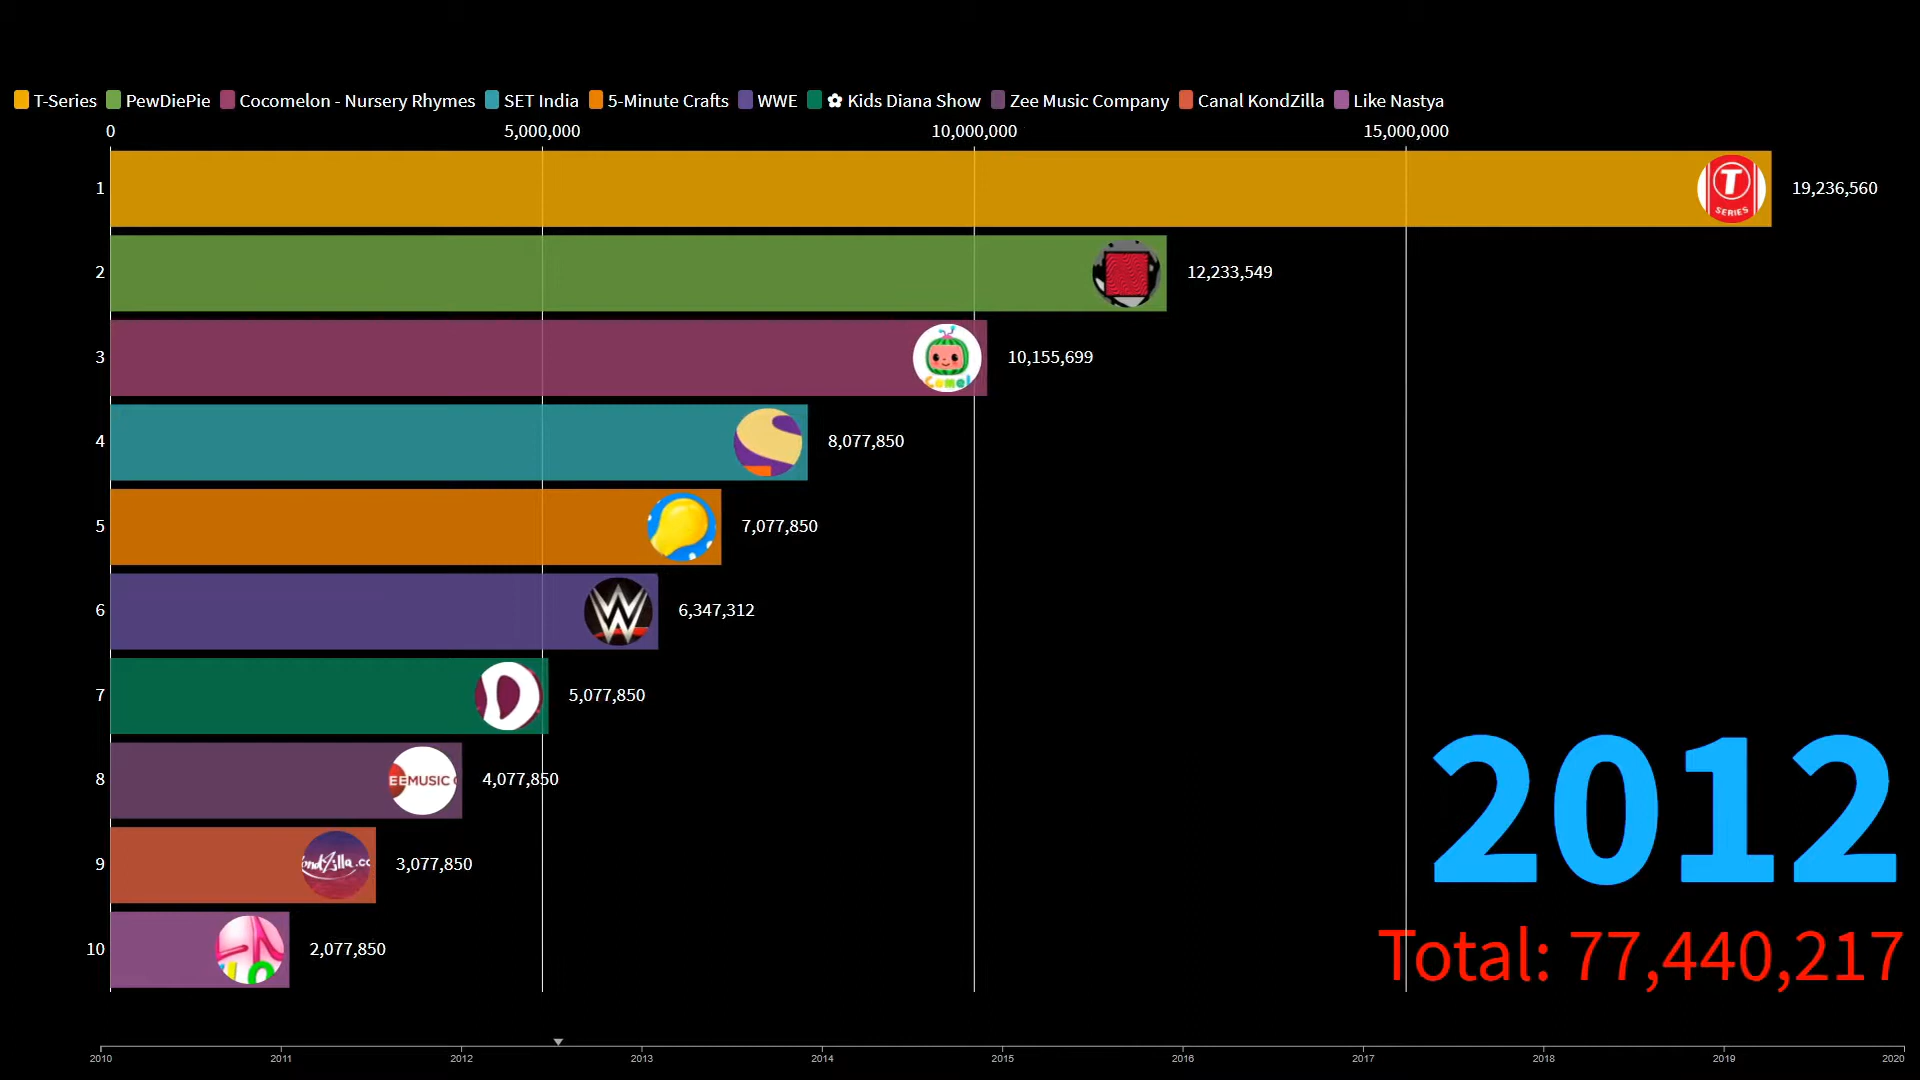 T-Series PewDiePie Cocomelon - Nursery Rhymes SET India 5-Minute Crafts WWE ✿ Kids Diana Show Zee Music Company Canal KondZilla Like Nastya
0 5,000,000 10,000,000 15,000,000
1 T SERIES 19,236,560
2 12,233,549
3 10,155,699
4 8,077,850
5 7,077,850
6 W 6,347,312
7 5,077,850
8 EEMUSIC 4,077,850
9 ondZilla.co 3,077,850
10 2,077,850
2012
Total: 77,440,217
2010 2011 2012 2013 2014 2015 2016 2017 2018 2019 2020